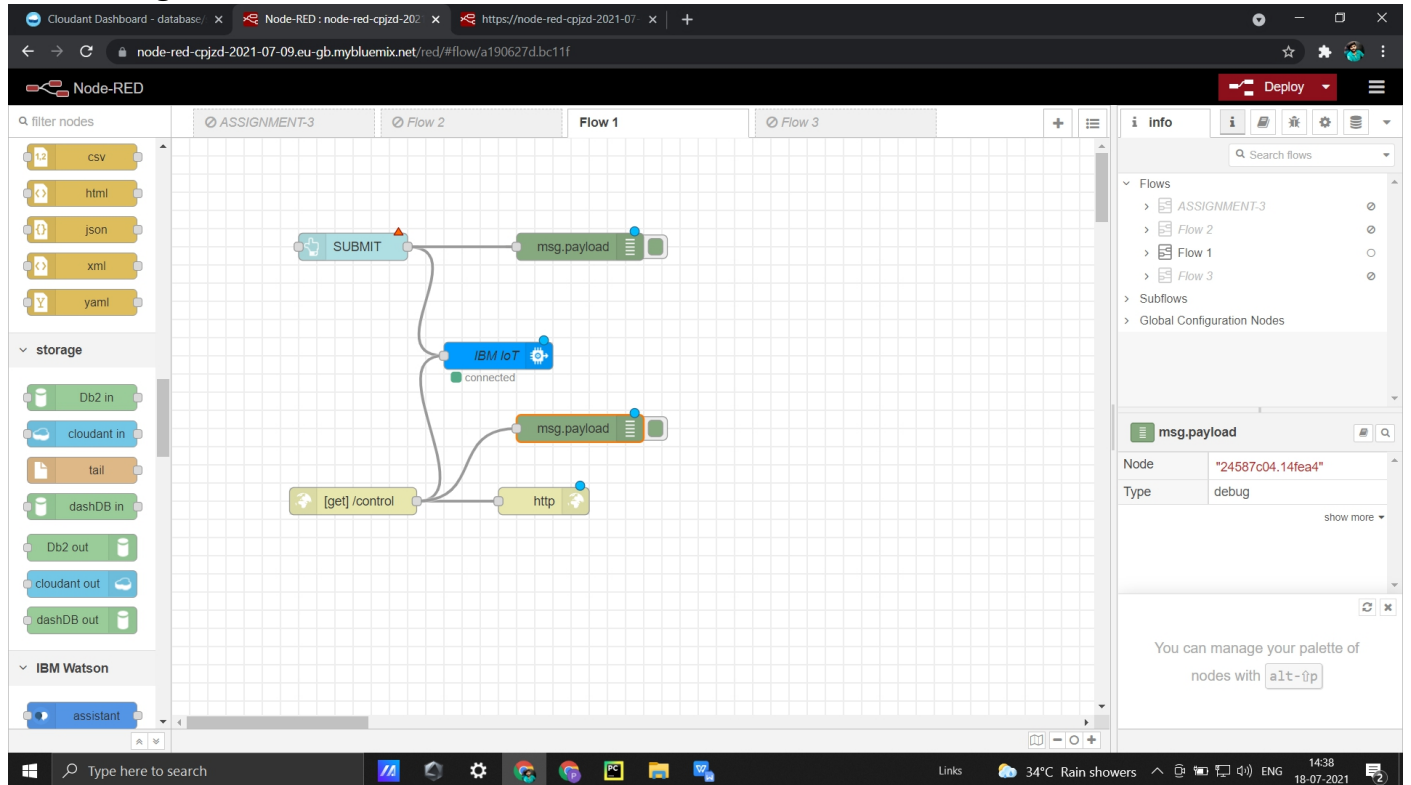 Cloudant Dashboard - database/
Node-RED : node-red-cpjzd-202
https://node-red-cpjzd-2021-07-
node-red-cpjzd-2021-07-09.eu-gb.mybluemix.net/red/#flow/a190627d.bc11f
Node-RED
Deploy
filter nodes
ASSIGNMENT-3
Flow 2
Flow 1
Flow 3
i info
i
Search flows
csv
html
json
xml
yaml
storage
Db2 in
cloudant in
tail
dashDB in
Db2 out
cloudant out
dashDB out
IBM Watson
assistant
SUBMIT
msg.payload
IBM IoT
connected
msg.payload
[get] /control
http
Flows
ASSIGNMENT-3
Flow 2
Flow 1
Flow 3
Subflows
Global Configuration Nodes
msg.payload
Node "24587c04.14fea4"
Type debug
show more
You can manage your palette of
nodes with alt-⇧p
Type here to search
Links
34°C Rain showers
ENG
14:38
18-07-2021
2